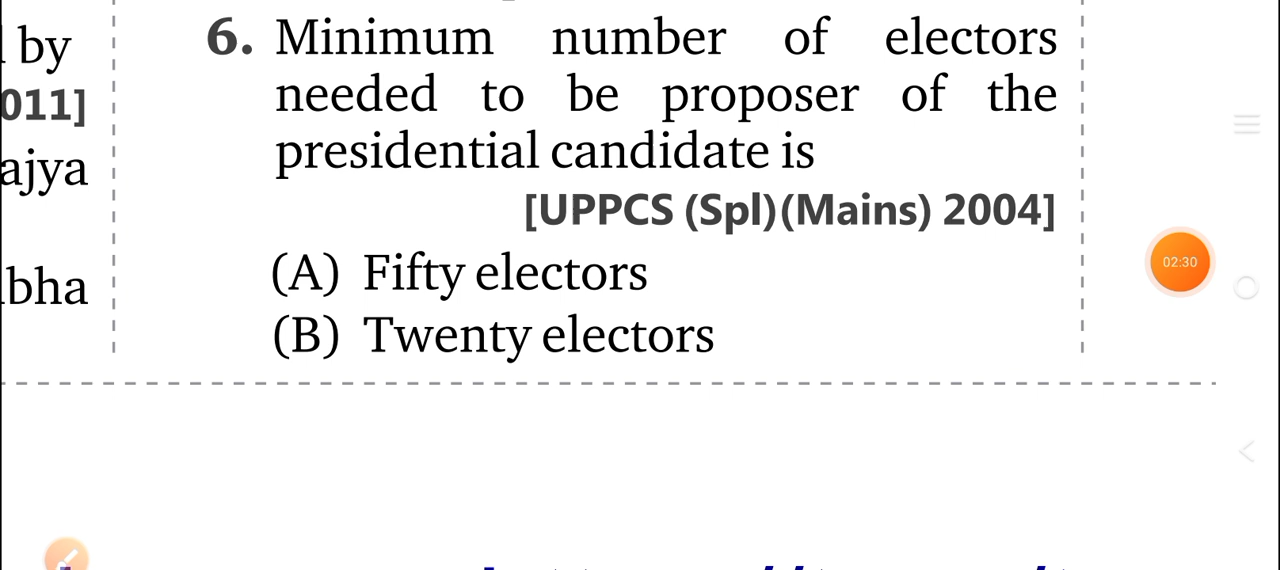 by
011]
ajya
bha
6. Minimum number of electors
needed to be proposer of the
presidential candidate is
[UPPCS (Spl)(Mains) 2004]
(A) Fifty electors
(B) Twenty electors
02:30